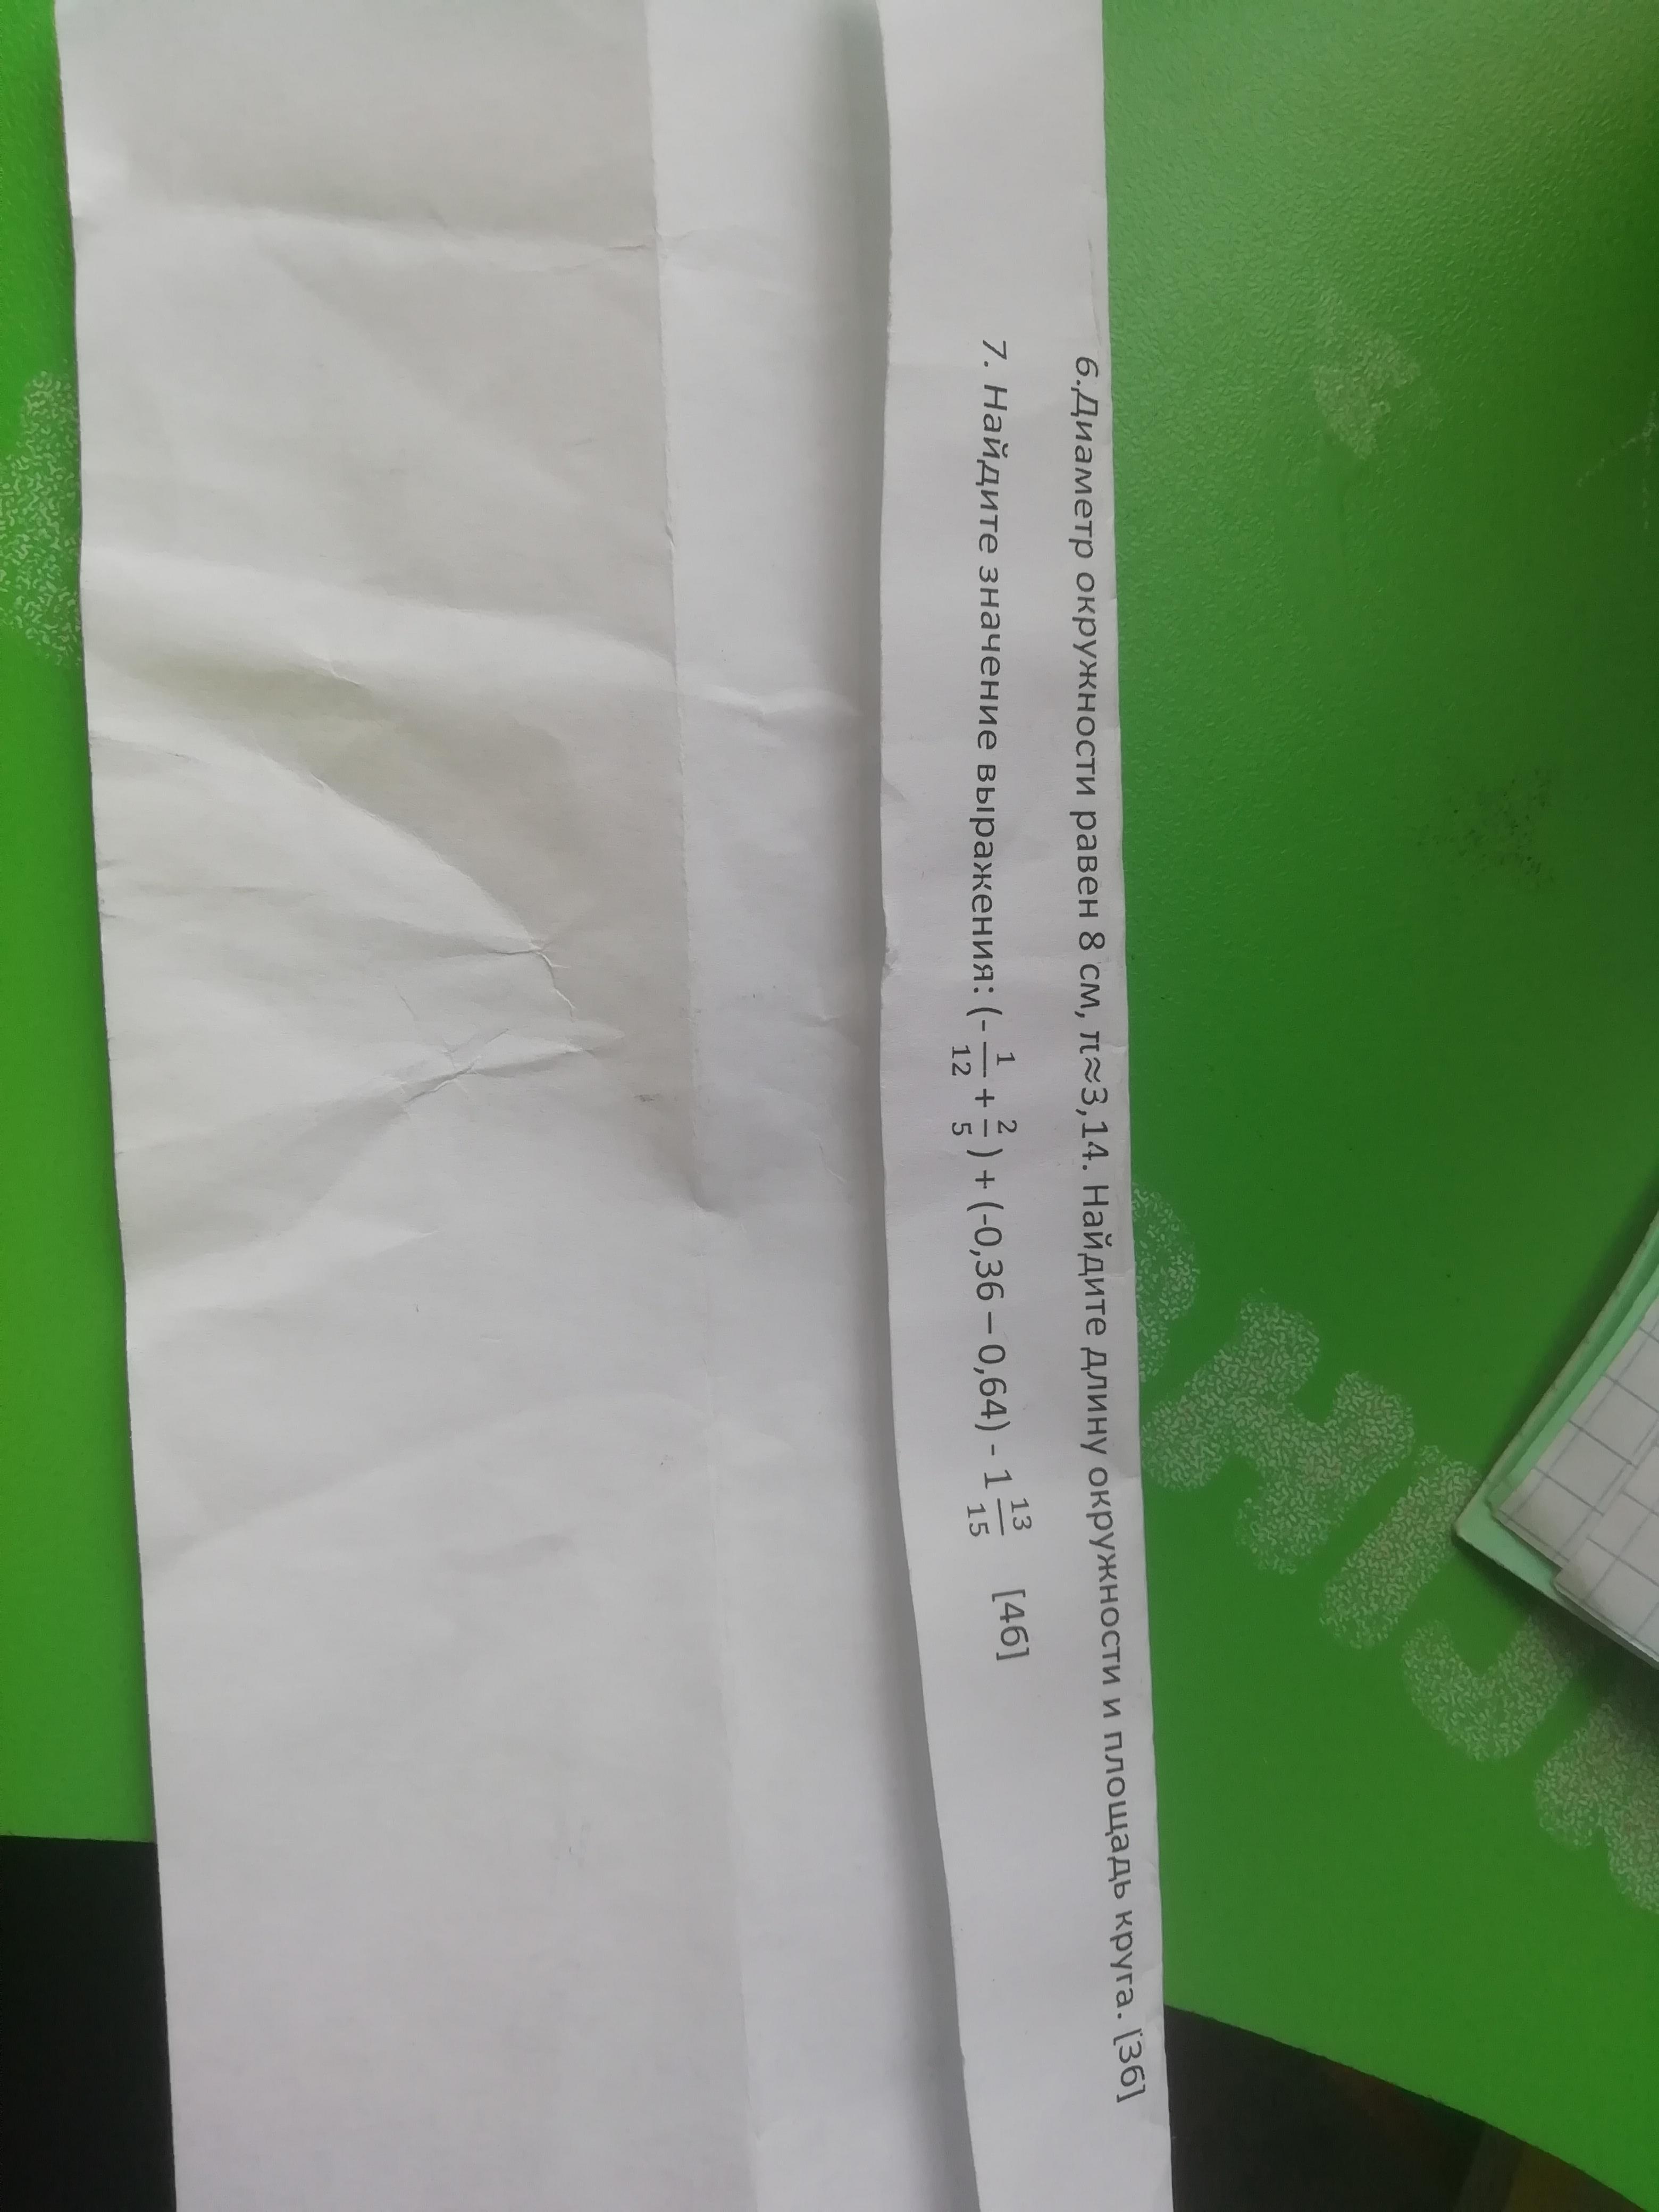 6.Диаметр окружности равен 8 см, π≈3,14. Найдите длину окружности и площадь круга. [3б]
7. Найдите значение выражения: (- 1/12 + 2/5) + (-0,36 – 0,64) - 1 13/15 [4б]